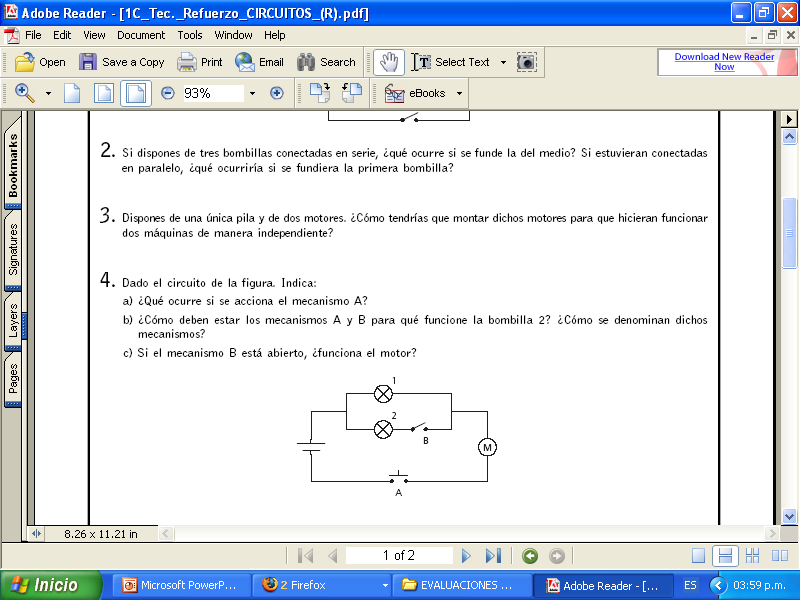 Adobe Reader - [1C_Tec._Refuerzo_CIRCUITOS_(R).pdf]
File Edit View Document Tools Window Help
Open Save a Copy Print Email Search Select Text
Download New Reader Now
93% eBooks
Bookmarks
Signatures
Layers
Pages
2. Si dispones de tres bombillas conectadas en serie, ¿qué ocurre si se funde la del medio? Si estuvieran conectadas
en paralelo, ¿qué ocurriría si se fundiera la primera bombilla?
3. Dispones de una única pila y de dos motores. ¿Cómo tendrías que montar dichos motores para que hicieran funcionar
dos máquinas de manera independiente?
4. Dado el circuito de la figura. Indica:
a) ¿Qué ocurre si se acciona el mecanismo A?
b) ¿Cómo deben estar los mecanismos A y B para qué funcione la bombilla 2? ¿Cómo se denominan dichos
mecanismos?
c) Si el mecanismo B está abierto, ¿funciona el motor?
1
2
B
M
A
8.26 x 11.21 in
1 of 2
Inicio Microsoft PowerP... 2 Firefox EVALUACIONES ... Adobe Reader - [... ES 03:59 p.m.